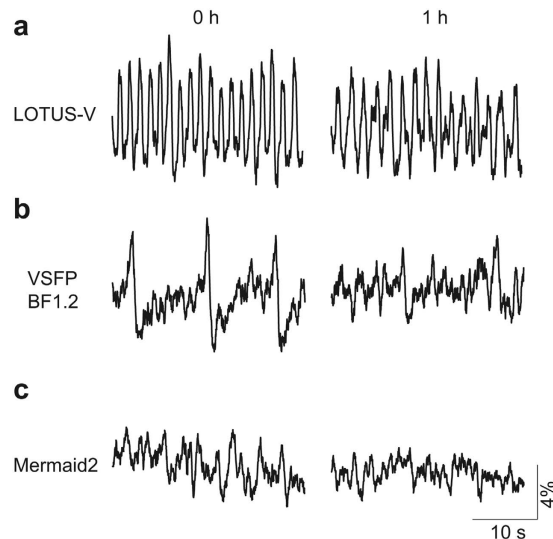 0 h 1 h
a
LOTUS-V
b
VSFP
BF1.2
c
Mermaid2
4%
10 s